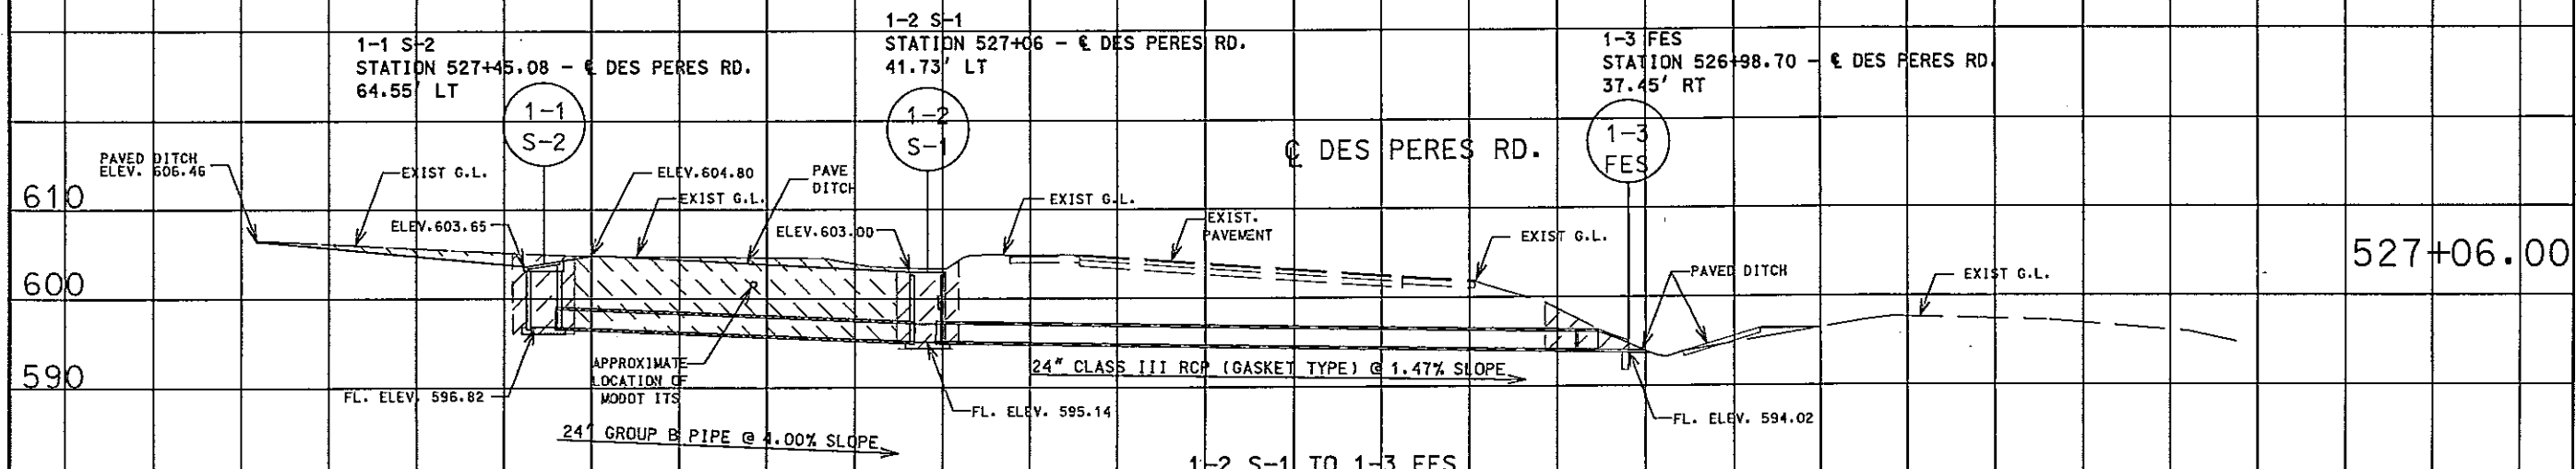 1-1 S-2
STATION 527+45.08 - ℄ DES PERES RD.
64.55' LT
1-2 S-1
STATION 527+06 - ℄ DES PERES RD.
41.73' LT
1-3 FES
STATION 526+98.70 - ℄ DES PERES RD.
37.45' RT
1-1
S-2
1-2
S-1
℄ DES PERES RD.
1-3
FES
PAVED DITCH
ELEV. 606.46
EXIST G.L.
ELEV.604.80
EXIST G.L.
PAVE
DITCH
ELEV.603.65
ELEV.603.00
EXIST G.L.
EXIST.
PAVEMENT
EXIST G.L.
PAVED DITCH
EXIST G.L.
610
600
590
527+06.00
APPROXIMATE
LOCATION OF
MODOT ITS
FL. ELEV. 596.82
FL. ELEV. 595.14
24" CLASS III RCP (GASKET TYPE) @ 1.47% SLOPE
FL. ELEV. 594.02
24" GROUP B PIPE @ 4.00% SLOPE
1-2 S-1 TO 1-3 FES